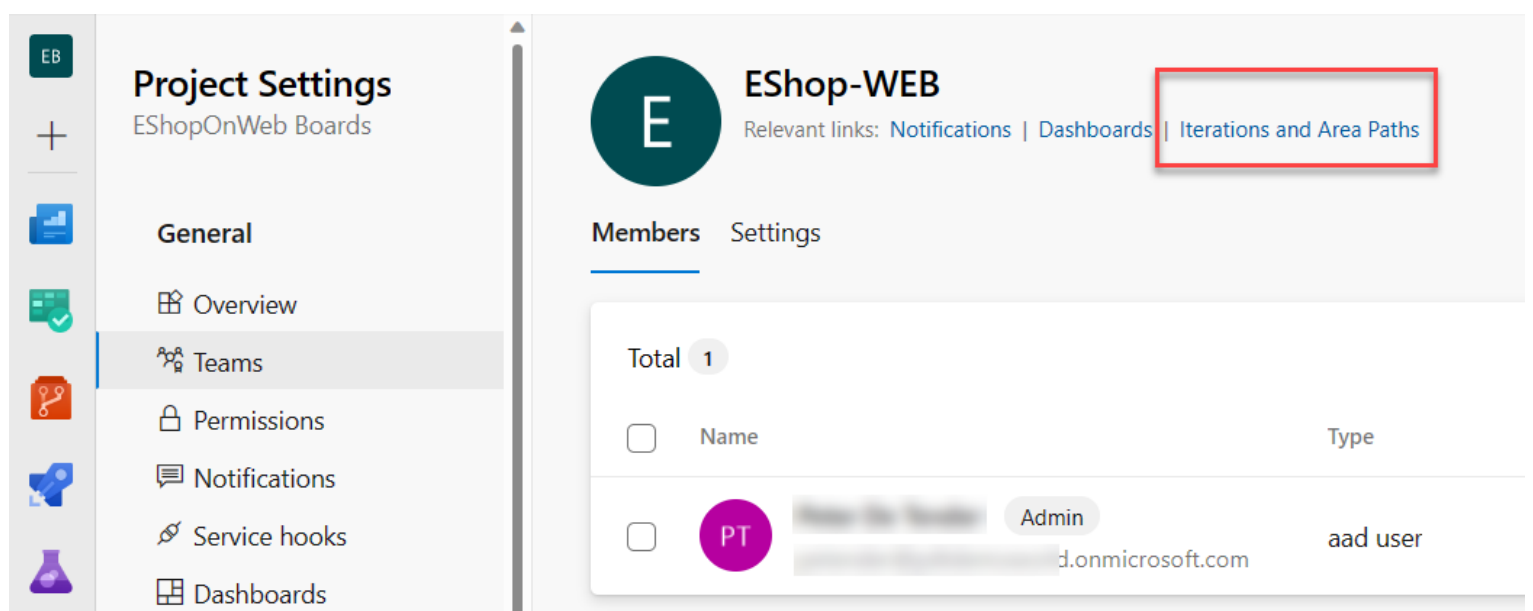 EB
Project Settings
EShopOnWeb Boards
General
Overview
Teams
Permissions
Notifications
Service hooks
Dashboards
E
EShop-WEB
Relevant links: Notifications | Dashboards | Iterations and Area Paths
Members Settings
Total 1
Name Type
PT Admin aad user
d.onmicrosoft.com